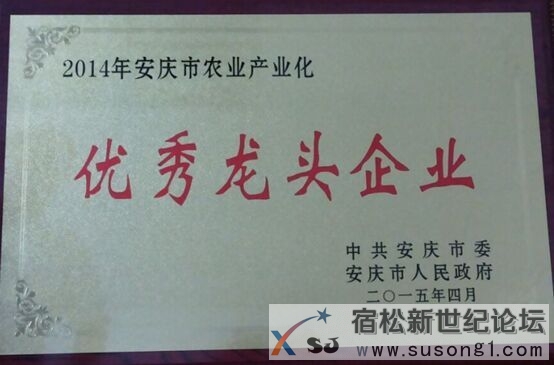 2014年安庆市农业产业化
优秀龙头企业
中共安庆市委
安庆市人民政府
二〇一五年四月
宿松新世纪论坛
SJ
www.susong1.com